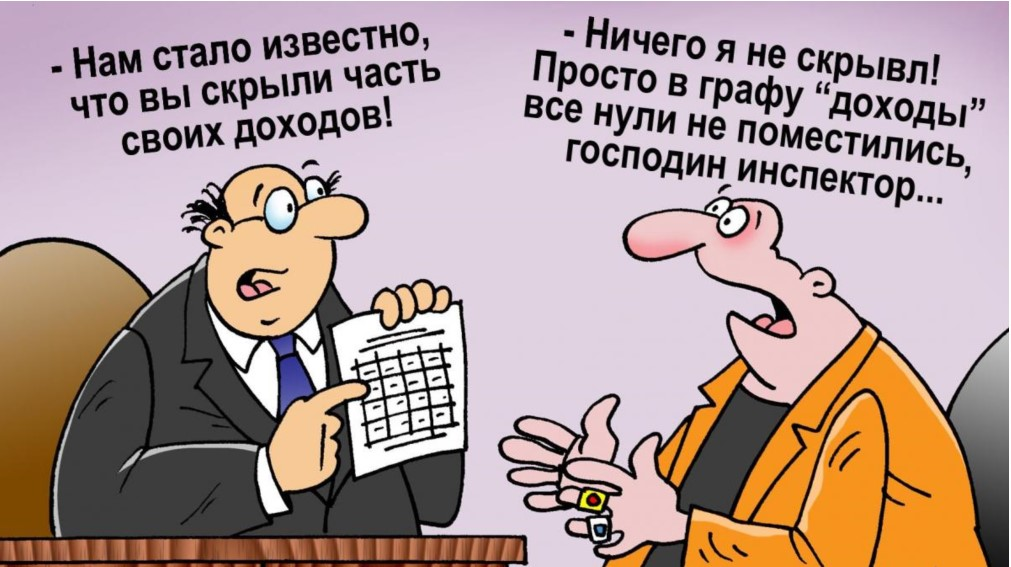 - Нам стало известно,
что вы скрыли часть
своих доходов!
- Ничего я не скрывл!
Просто в графу “доходы”
все нули не поместились,
господин инспектор...